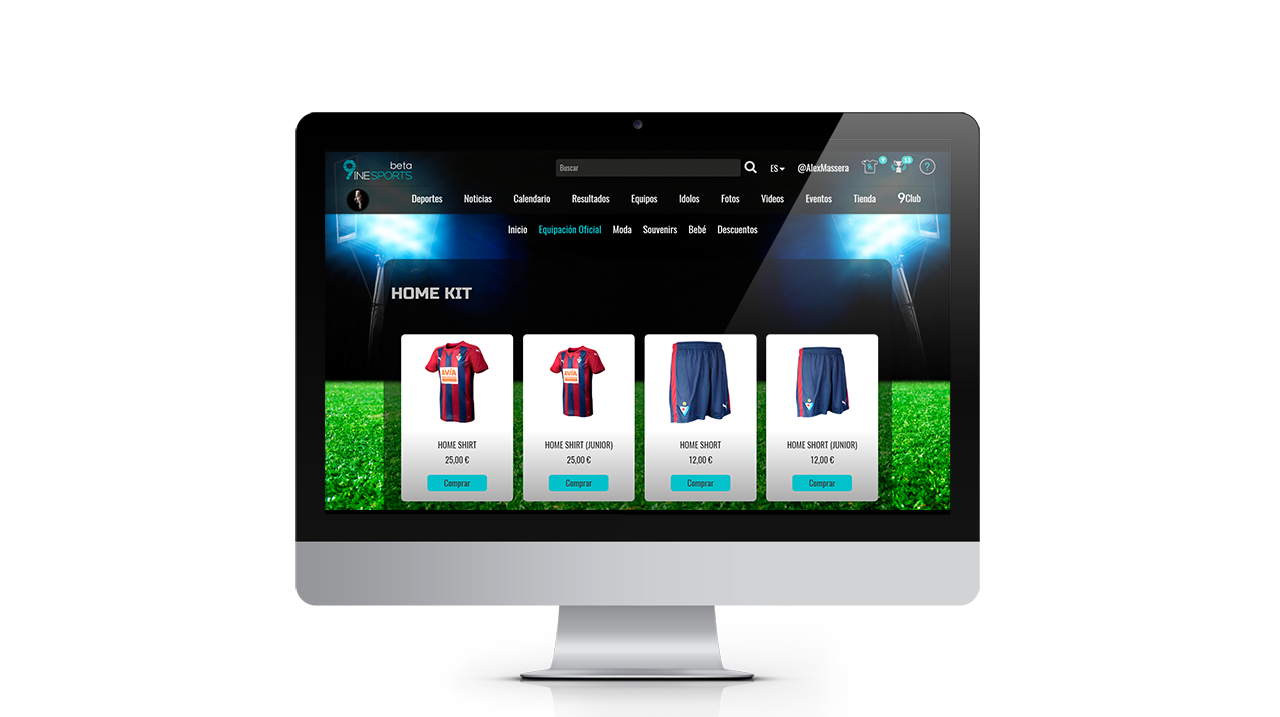 beta
9INESPORTS
Buscar
ES
@AlexMassera
?
Deportes Noticias Calendario Resultados Equipos Idolos Fotos Videos Eventos Tienda 9Club
Inicio Equipación Oficial Moda Souvenirs Bebé Descuentos
HOME KIT
AVIA
AVIA
HOME SHIRT
25,00 €
Comprar
HOME SHIRT (JUNIOR)
25,00 €
Comprar
HOME SHORT
12,00 €
Comprar
HOME SHORT (JUNIOR)
12,00 €
Comprar